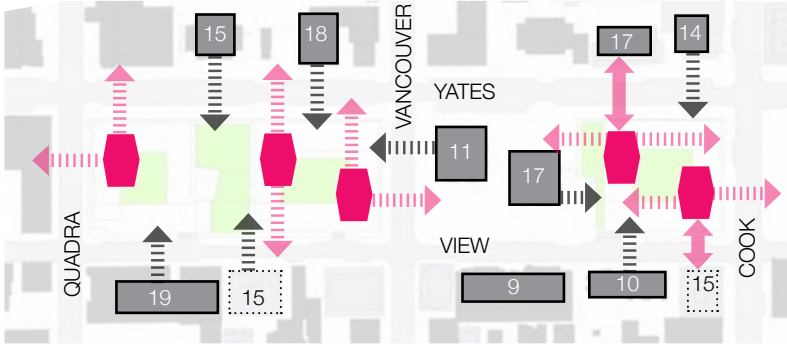 15
18
17
14
VANCOUVER
YATES
11
17
QUADRA
VIEW
COOK
19
15
9
10
15